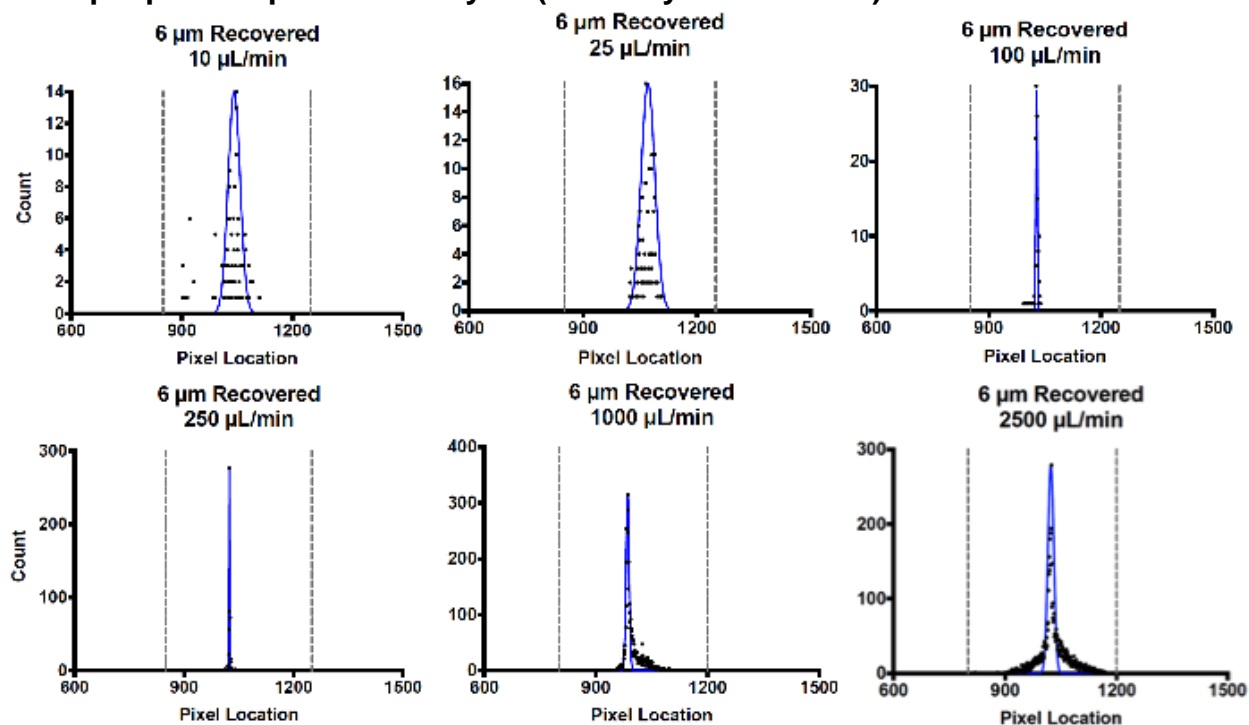 6 µm Recovered
10 µL/min
14
12
10
8
6
4
2
0
600 900 1200 1500
Count
Pixel Location
6 µm Recovered
25 µL/min
16
14
12
10
8
6
4
2
0
600 900 1200 1500
Pixel Location
6 µm Recovered
100 µL/min
30
20
10
0
600 900 1200 1500
Pixel Location
6 µm Recovered
250 µL/min
300
200
100
0
600 900 1200 1500
Count
Pixel Location
6 µm Recovered
1000 µL/min
400
300
200
100
0
600 900 1200 1500
Pixel Location
6 µm Recovered
2500 µL/min
300
200
100
0
600 900 1200 1500
Pixel Location